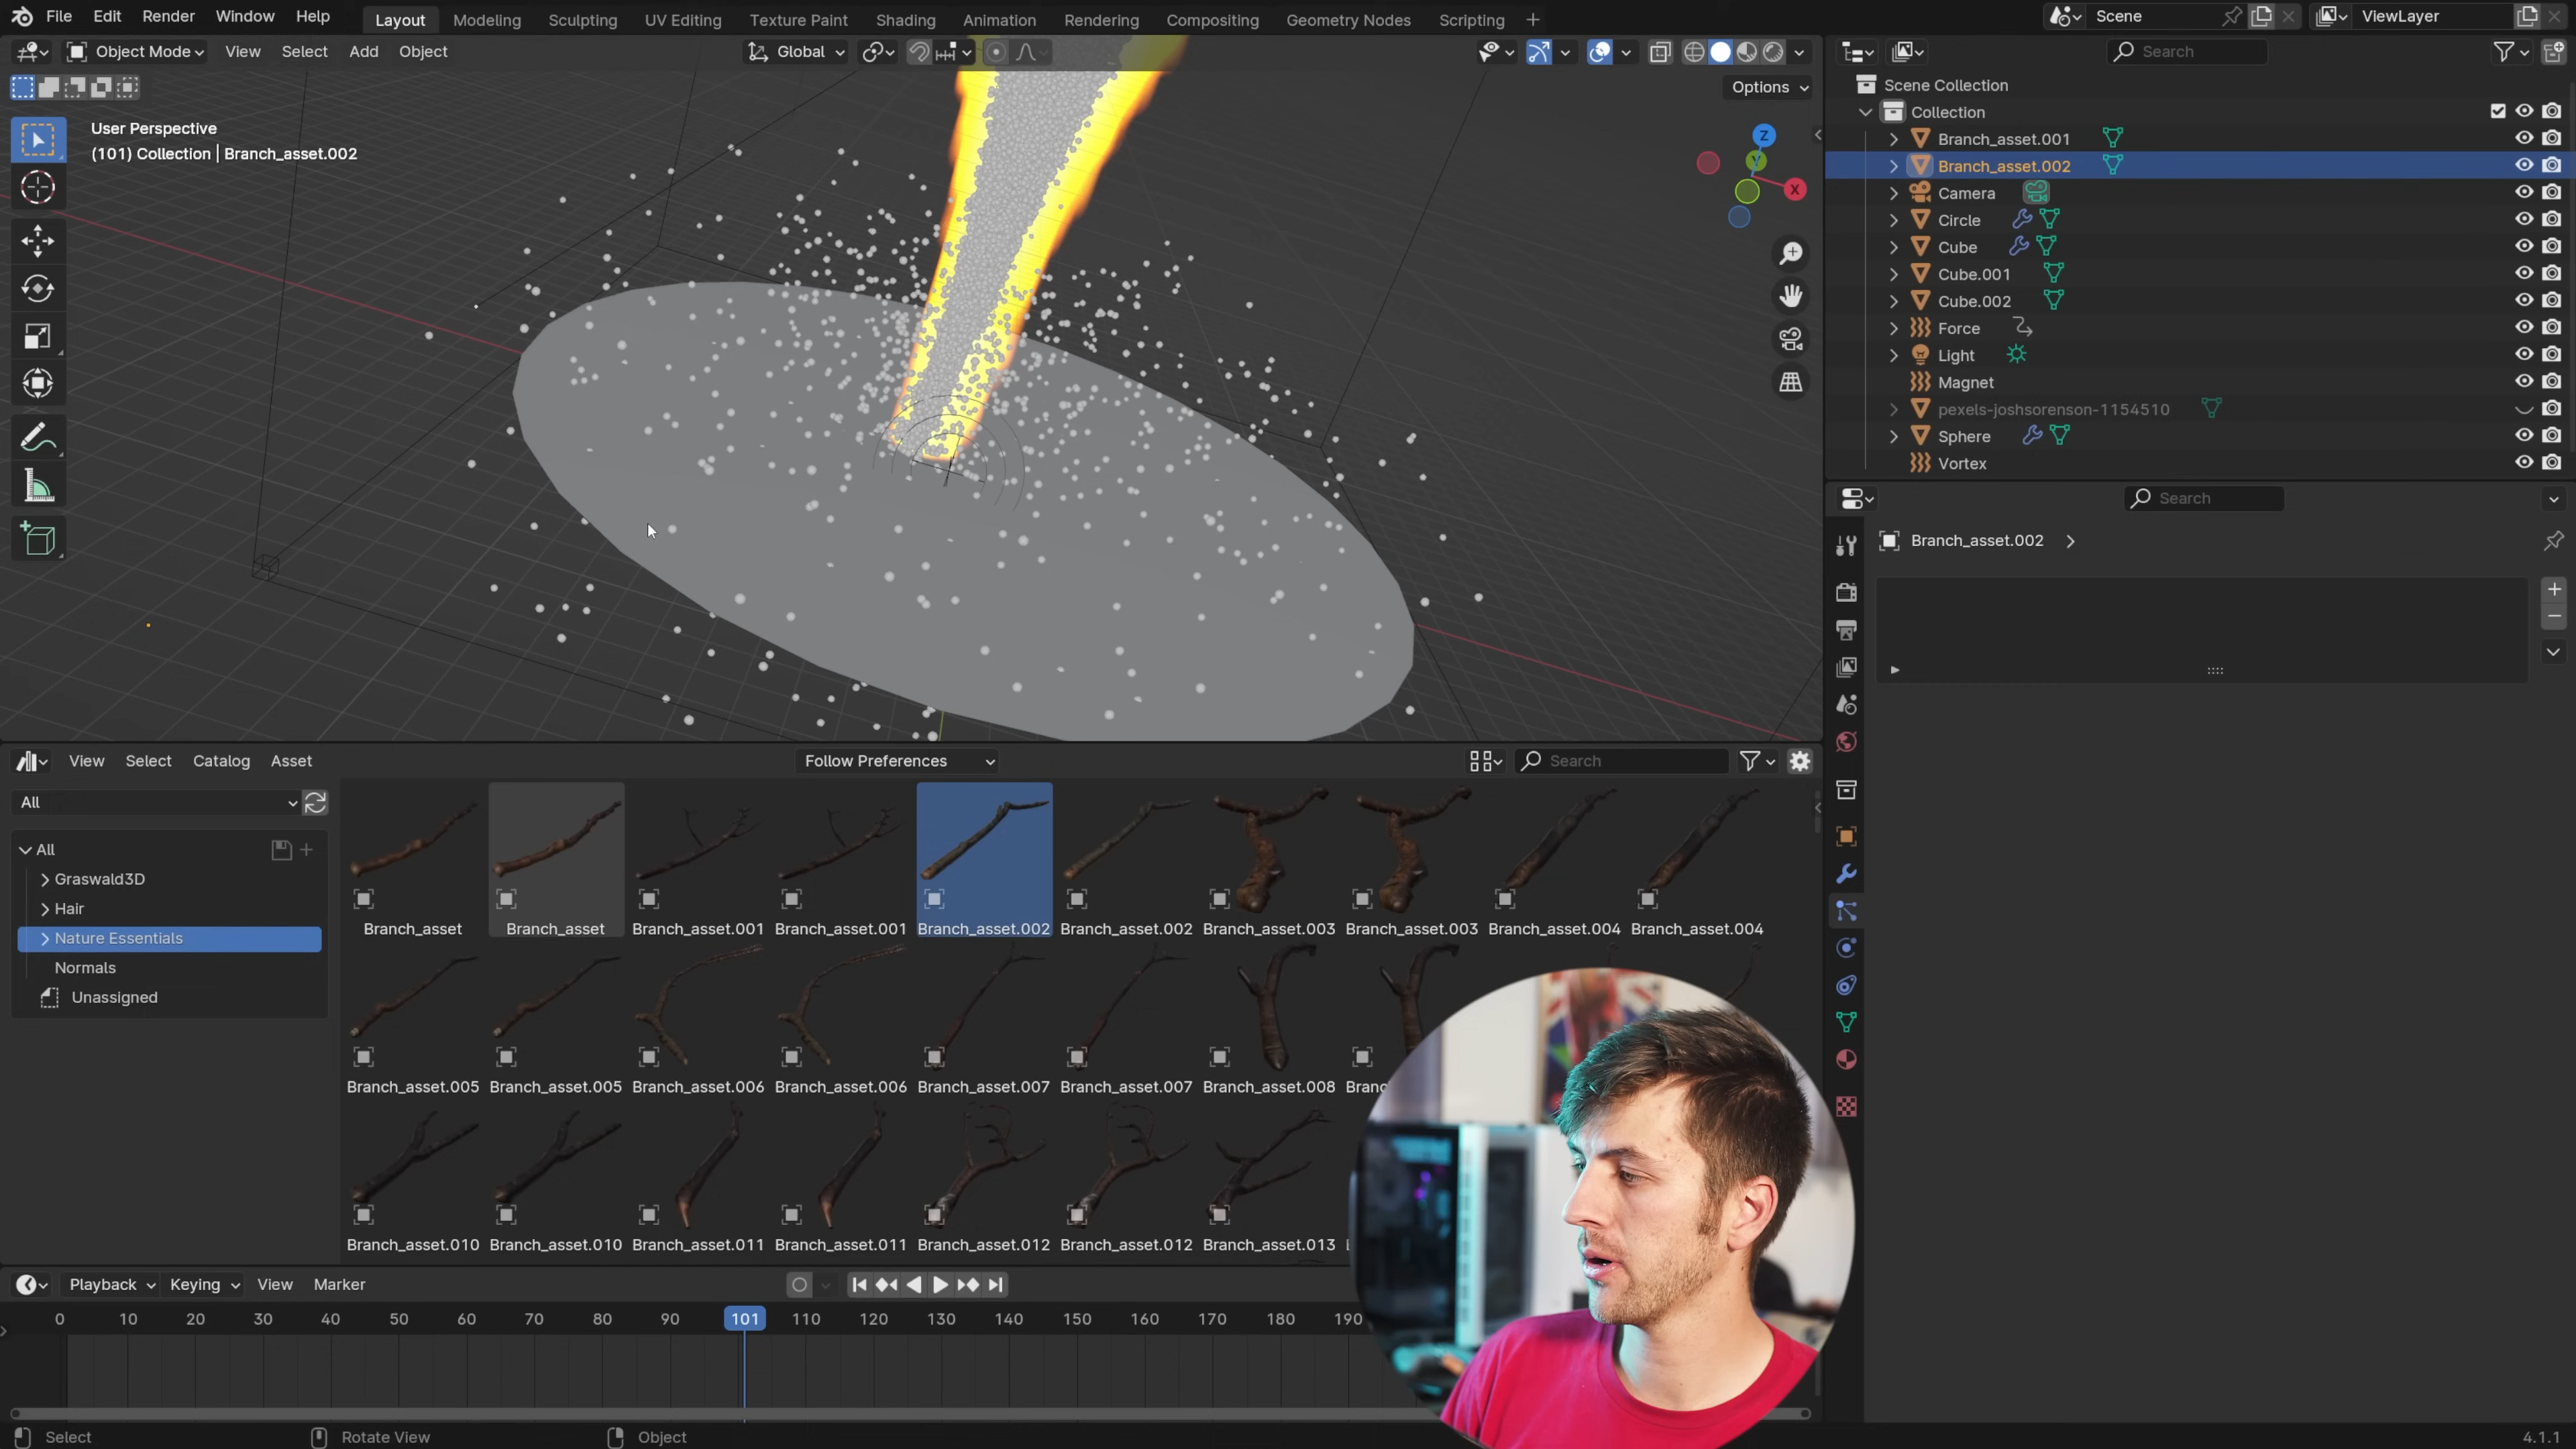 File Edit Render Window Help Layout Modeling Sculpting UV Editing Texture Paint Shading Animation Rendering Compositing Geometry Nodes Scripting + Scene ViewLayer
Object Mode View Select Add Object Global Search
Options
User Perspective
(101) Collection | Branch_asset.002
Z
Y
X
Scene Collection
Collection
Branch_asset.001
Branch_asset.002
Camera
Circle
Cube
Cube.001
Cube.002
Force
Light
Magnet
pexels-joshsorenson-1154510
Sphere
Vortex
Search
Branch_asset.002
View Select Catalog Asset Follow Preferences Search
All
All
Graswald3D
Hair
Nature Essentials
Normals
Unassigned
Branch_asset Branch_asset Branch_asset.001 Branch_asset.001 Branch_asset.002 Branch_asset.002 Branch_asset.003 Branch_asset.003 Branch_asset.004 Branch_asset.004
Branch_asset.005 Branch_asset.005 Branch_asset.006 Branch_asset.006 Branch_asset.007 Branch_asset.007 Branch_asset.008
Branch_asset.010 Branch_asset.010 Branch_asset.011 Branch_asset.011 Branch_asset.012 Branch_asset.012 Branch_asset.013
Playback Keying View Marker
0 10 20 30 40 50 60 70 80 90 101 110 120 130 140 150 160 170 180 190
Select Rotate View Object 4.1.1